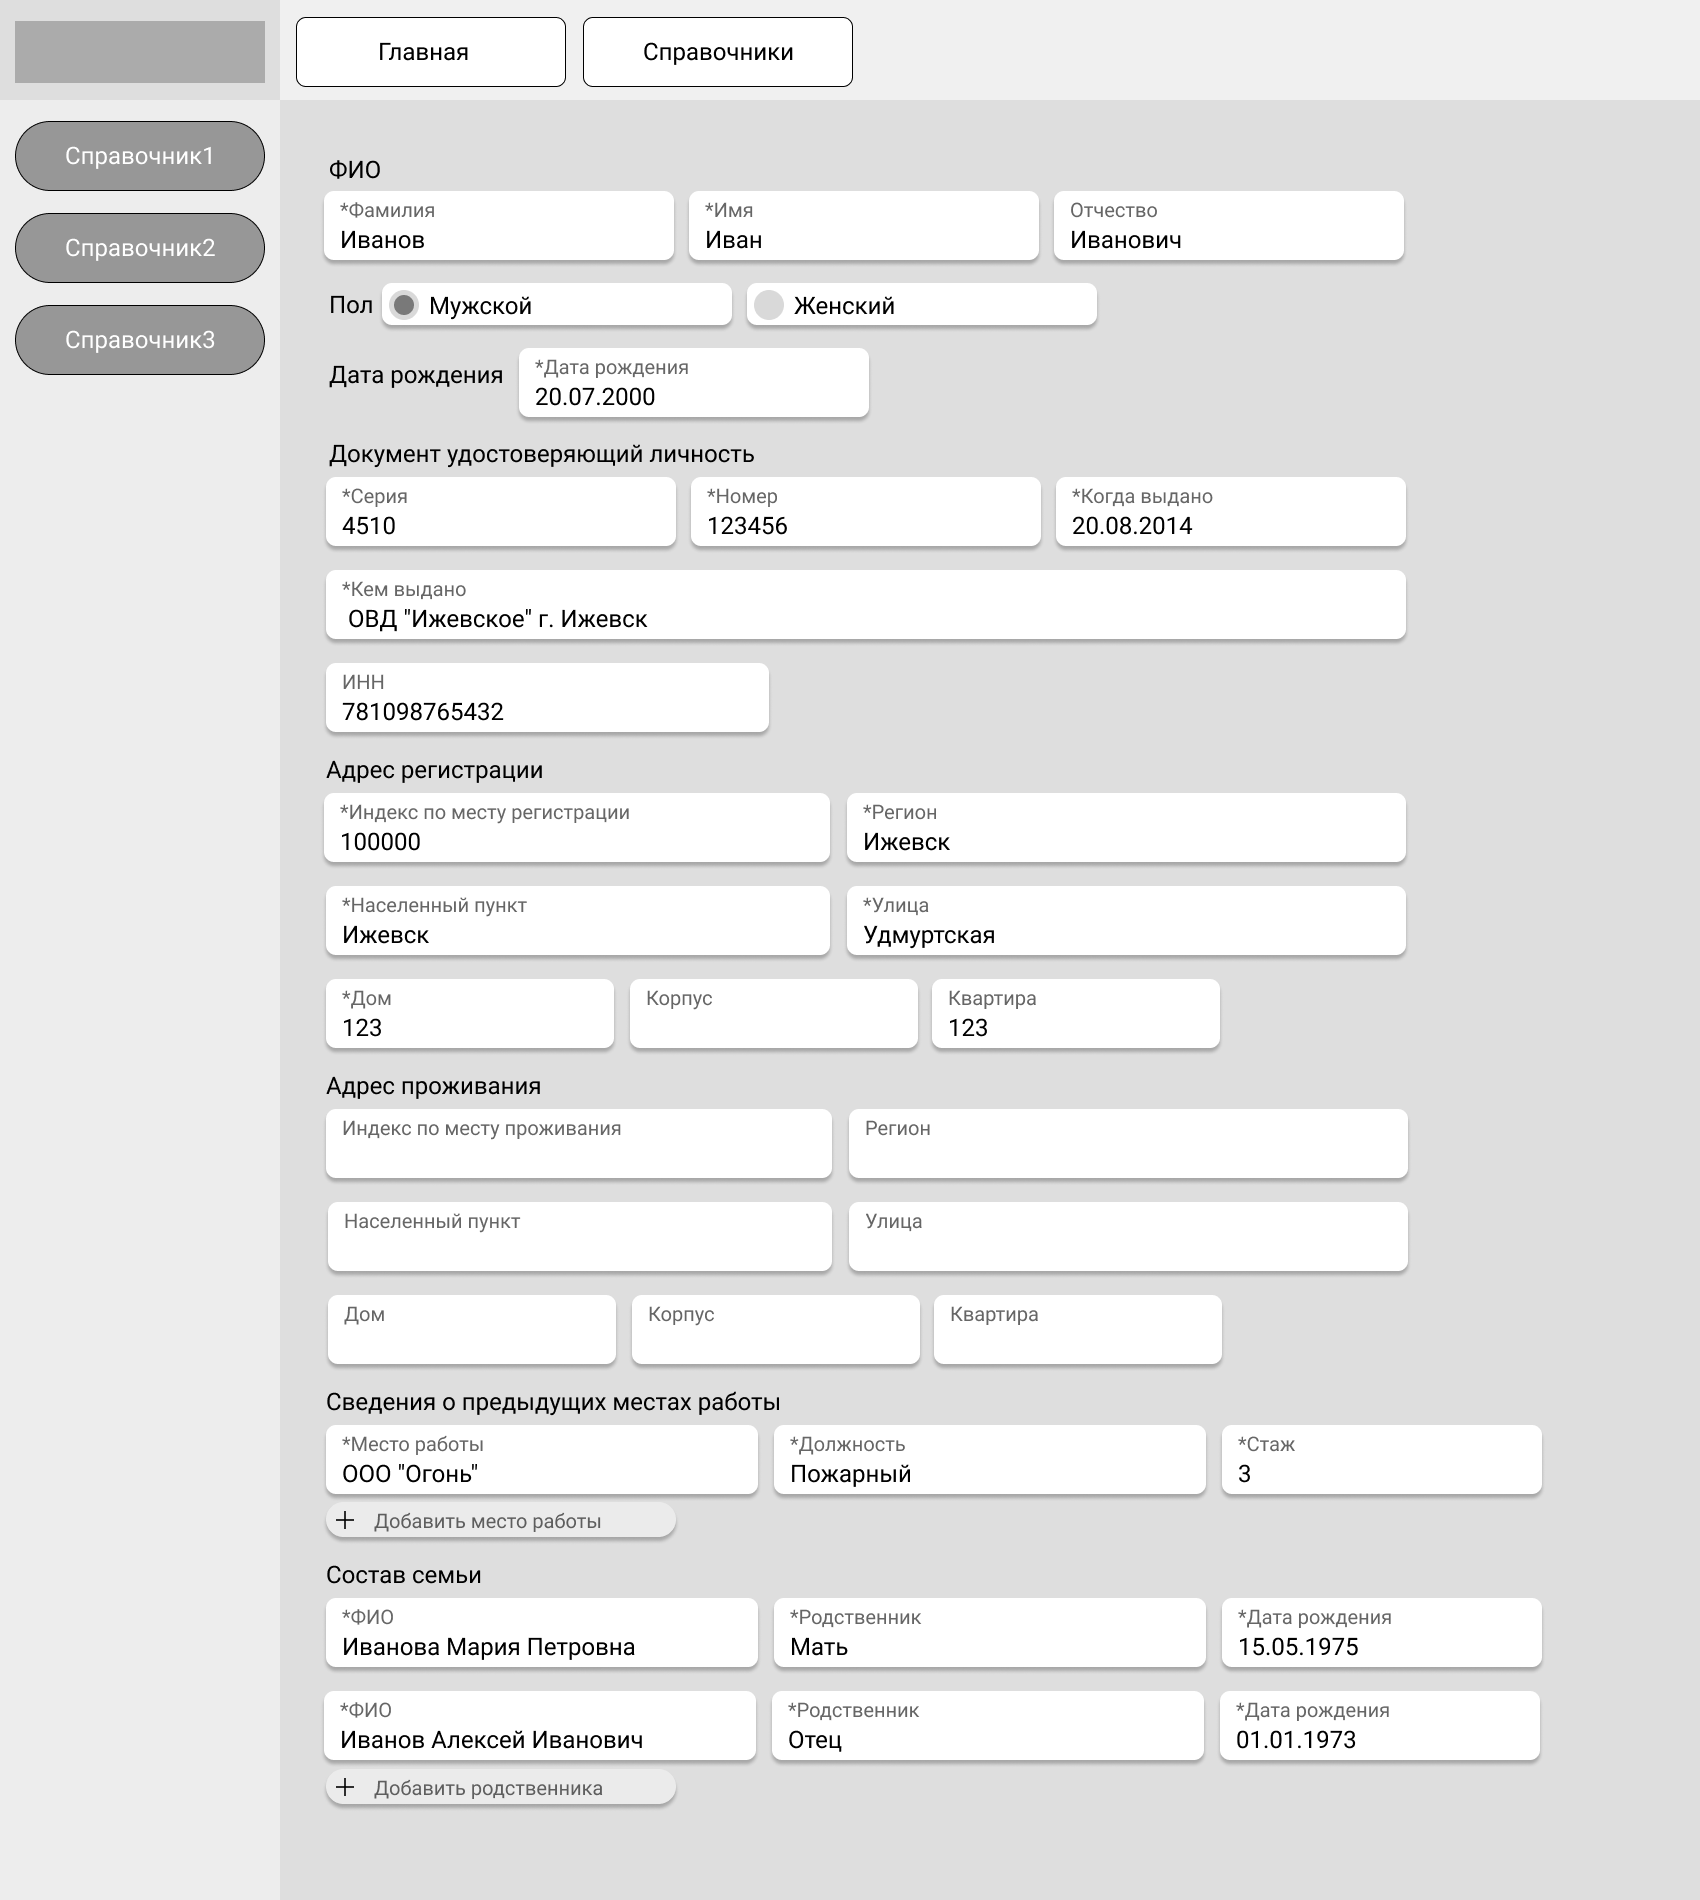 Главная
Справочники
Справочник1
Справочник2
Справочник3
ФИО
*Фамилия
Иванов
*Имя
Иван
Отчество
Иванович
Пол
Мужской
Женский
Дата рождения
*Дата рождения
20.07.2000
Документ удостоверяющий личность
*Серия
4510
*Номер
123456
*Когда выдано
20.08.2014
*Кем выдано
ОВД "Ижевское" г. Ижевск
ИНН
781098765432
Адрес регистрации
*Индекс по месту регистрации
100000
*Регион
Ижевск
*Населенный пункт
Ижевск
*Улица
Удмуртская
*Дом
123
Корпус
Квартира
123
Адрес проживания
Индекс по месту проживания
Регион
Населенный пункт
Улица
Дом
Корпус
Квартира
Сведения о предыдущих местах работы
*Место работы
ООО "Огонь"
*Должность
Пожарный
*Стаж
3
+ Добавить место работы
Состав семьи
*ФИО
Иванова Мария Петровна
*Родственник
Мать
*Дата рождения
15.05.1975
*ФИО
Иванов Алексей Иванович
*Родственник
Отец
*Дата рождения
01.01.1973
+ Добавить родственника